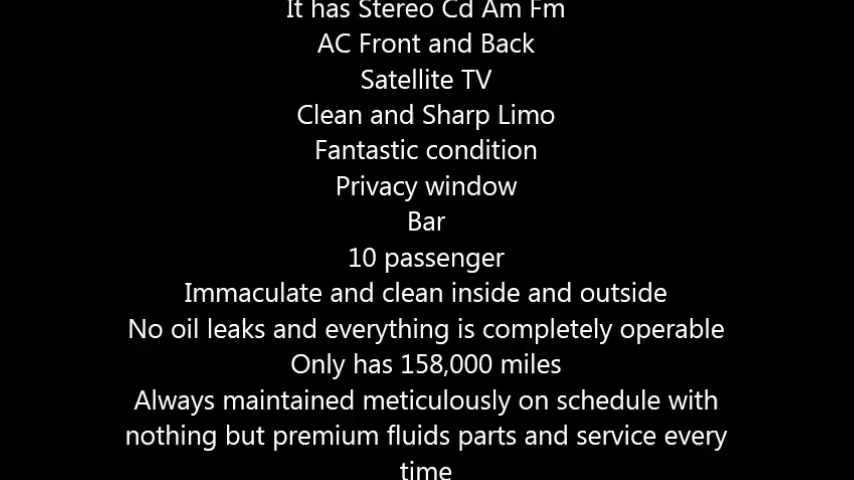 It has Stereo Cd Am Fm
AC Front and Back
Satellite TV
Clean and Sharp Limo
Fantastic condition
Privacy window
Bar
10 passenger
Immaculate and clean inside and outside
No oil leaks and everything is completely operable
Only has 158,000 miles
Always maintained meticulously on schedule with
nothing but premium fluids parts and service every
time